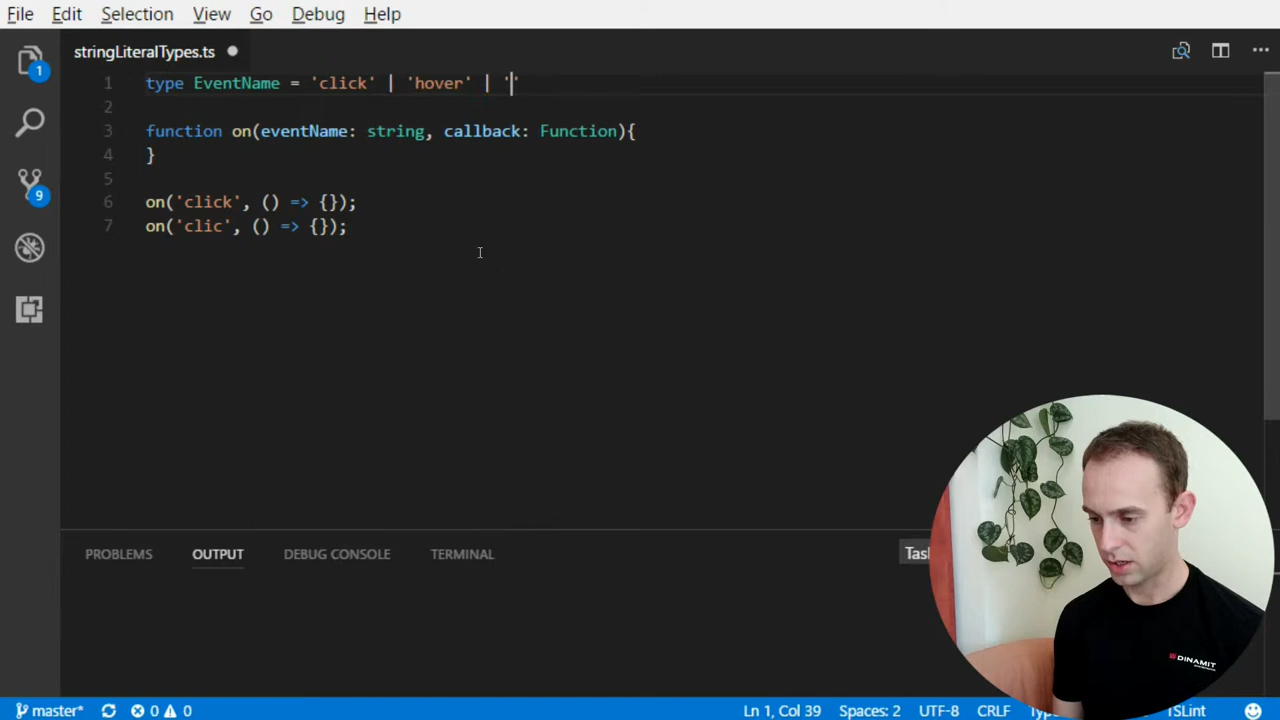 File Edit Selection View Go Debug Help
stringLiteralTypes.ts
1
1 type EventName = 'click' | 'hover' | ''
2
3 function on(eventName: string, callback: Function){
4 }
5
6 on('click', () => {});
7 on('clic', () => {});
9
PROBLEMS OUTPUT DEBUG CONSOLE TERMINAL
DINAMIT
master* 0 0 Ln 1, Col 39 Spaces: 2 UTF-8 CRLF TSLint